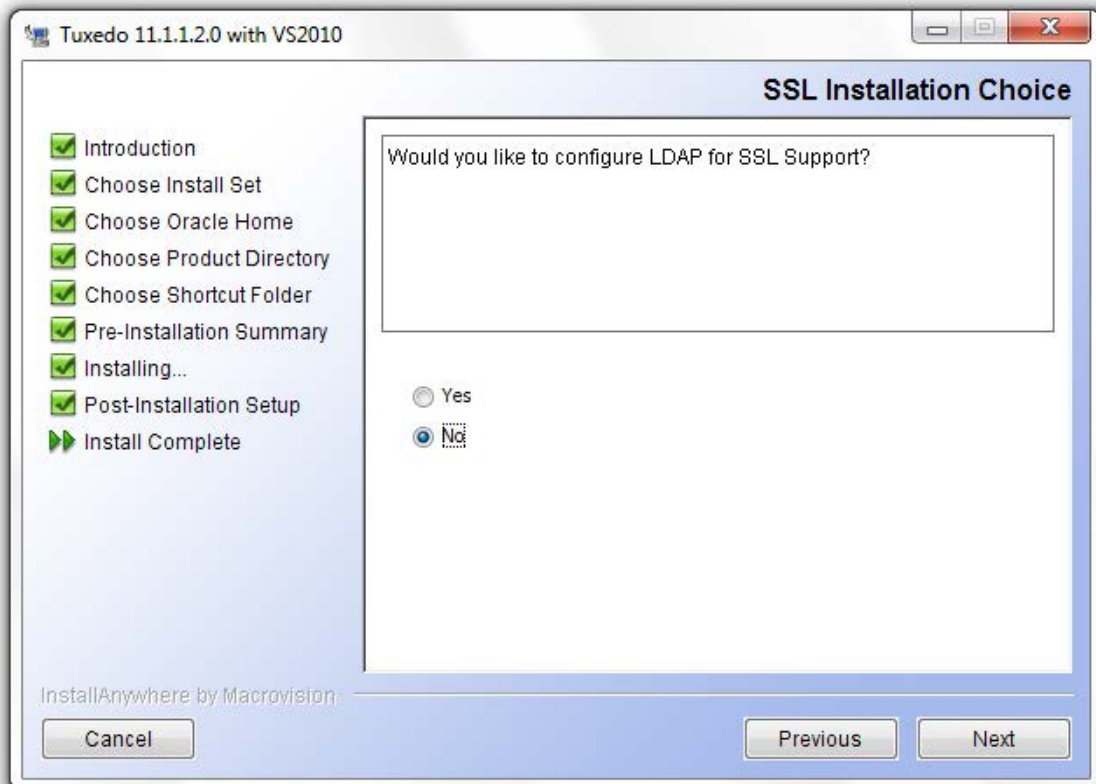 Tuxedo 11.1.1.2.0 with VS2010
SSL Installation Choice
Introduction
Choose Install Set
Choose Oracle Home
Choose Product Directory
Choose Shortcut Folder
Pre-Installation Summary
Installing...
Post-Installation Setup
Install Complete
Would you like to configure LDAP for SSL Support?
Yes
No
InstallAnywhere by Macrovision
Cancel
Previous
Next